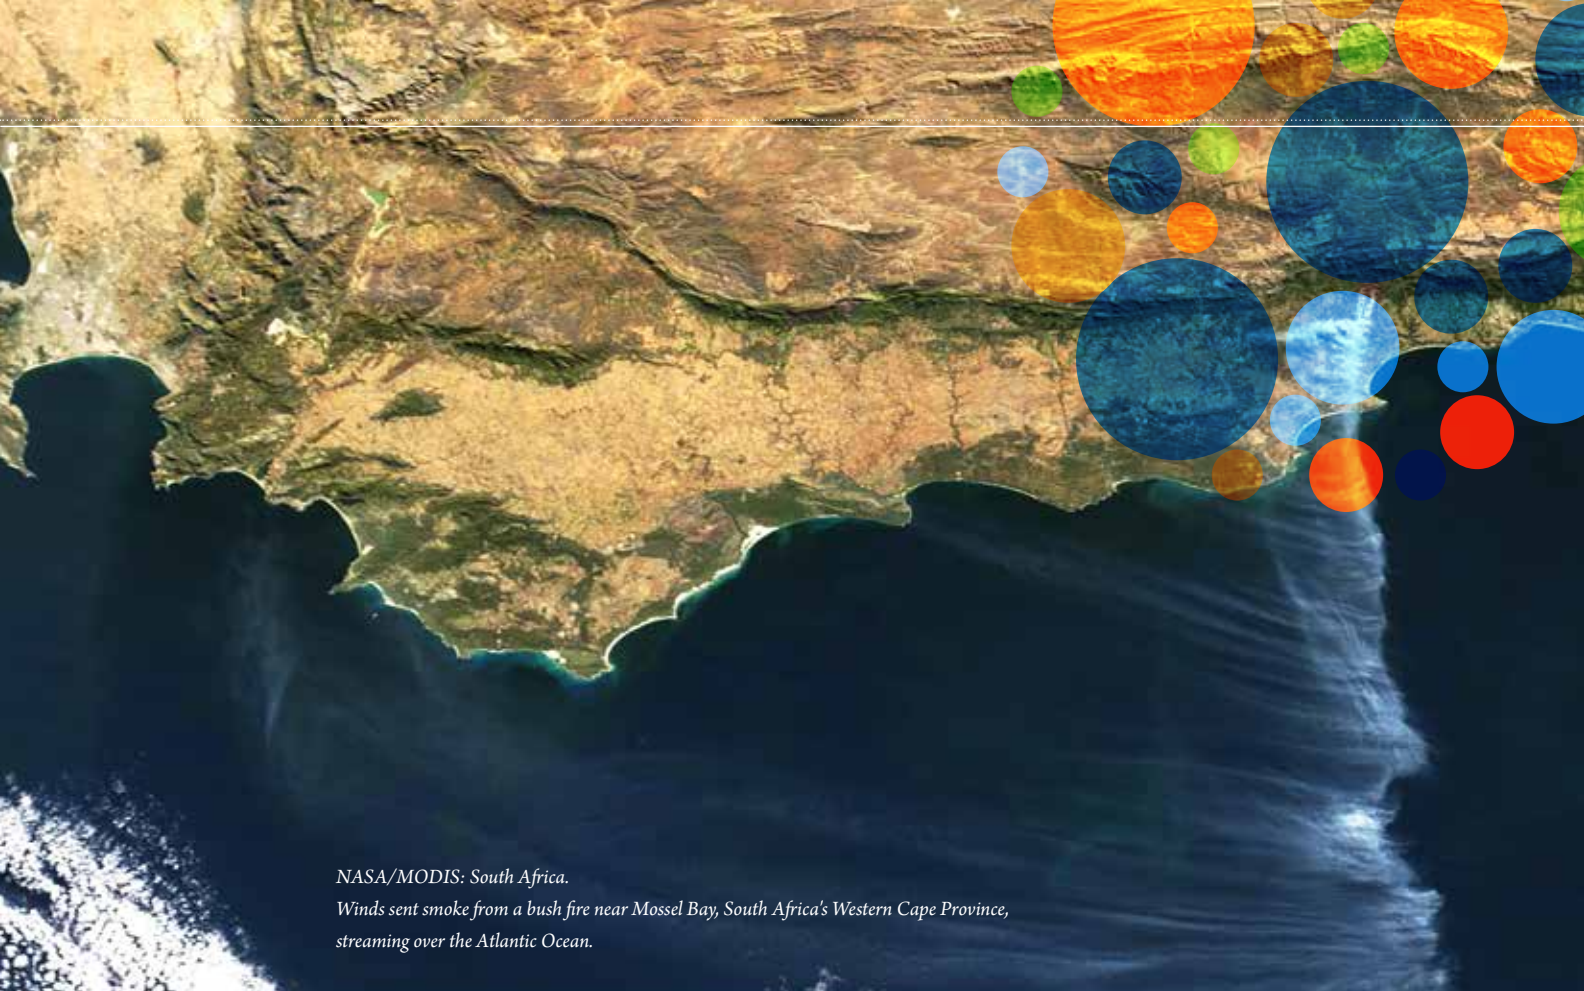 NASA/MODIS: South Africa.
Winds sent smoke from a bush fire near Mossel Bay, South Africa's Western Cape Province,
streaming over the Atlantic Ocean.